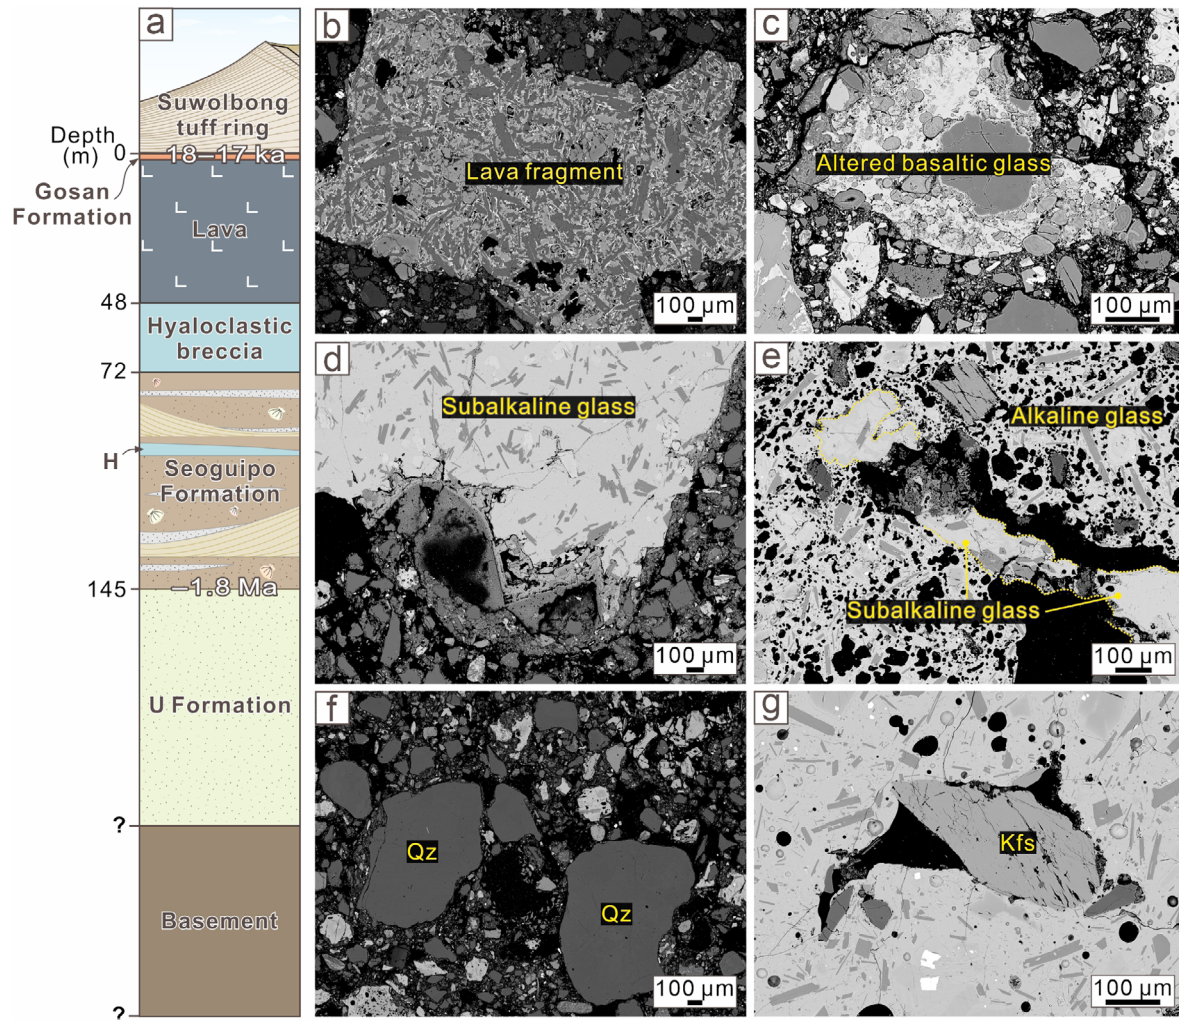 a
Suwolbong
tuff ring
Depth
(m)
0
18–17 ka
Gosan
Formation
Lava
48
Hyaloclastic
breccia
72
H
Seoguipo
Formation
145
~1.8 Ma
U Formation
?
Basement
?
b
Lava fragment
100 µm
c
Altered basaltic glass
100 µm
d
Subalkaline glass
100 µm
e
Alkaline glass
Subalkaline glass
100 µm
f
Qz
Qz
100 µm
g
Kfs
100 µm